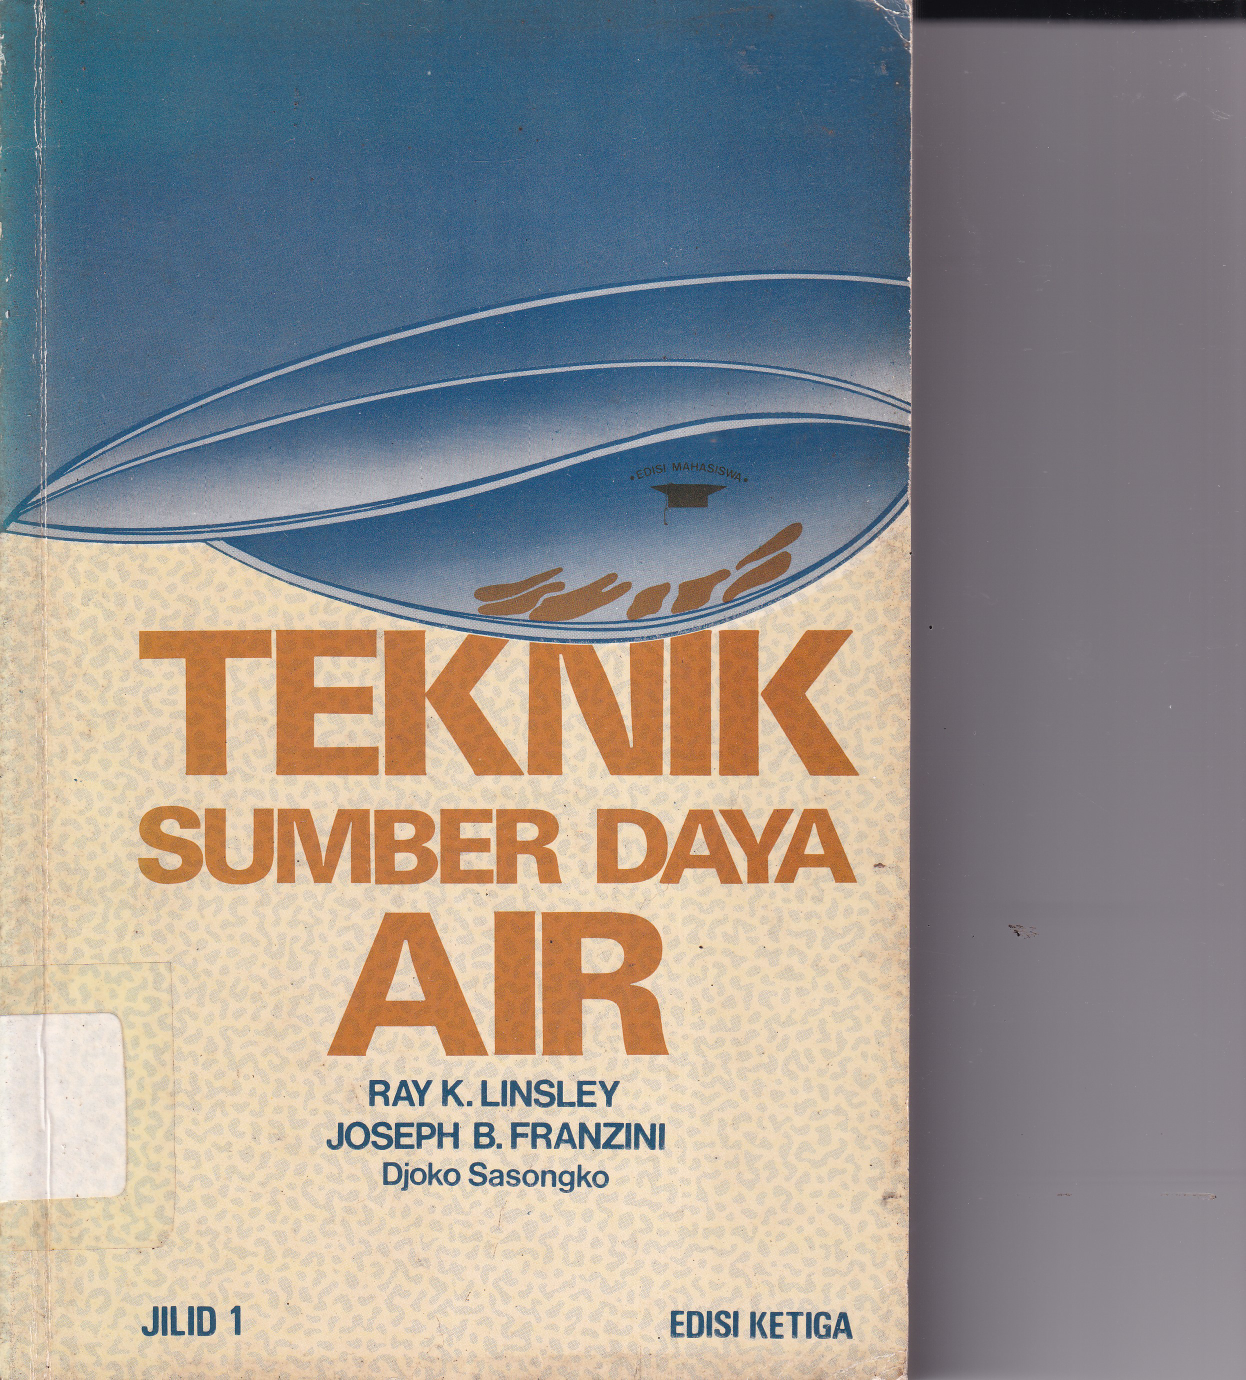 •EDISI MAHASISWA•
TEKNIK
SUMBER DAYA
AIR
RAY K. LINSLEY
JOSEPH B. FRANZINI
Djoko Sasongko
JILID 1
EDISI KETIGA